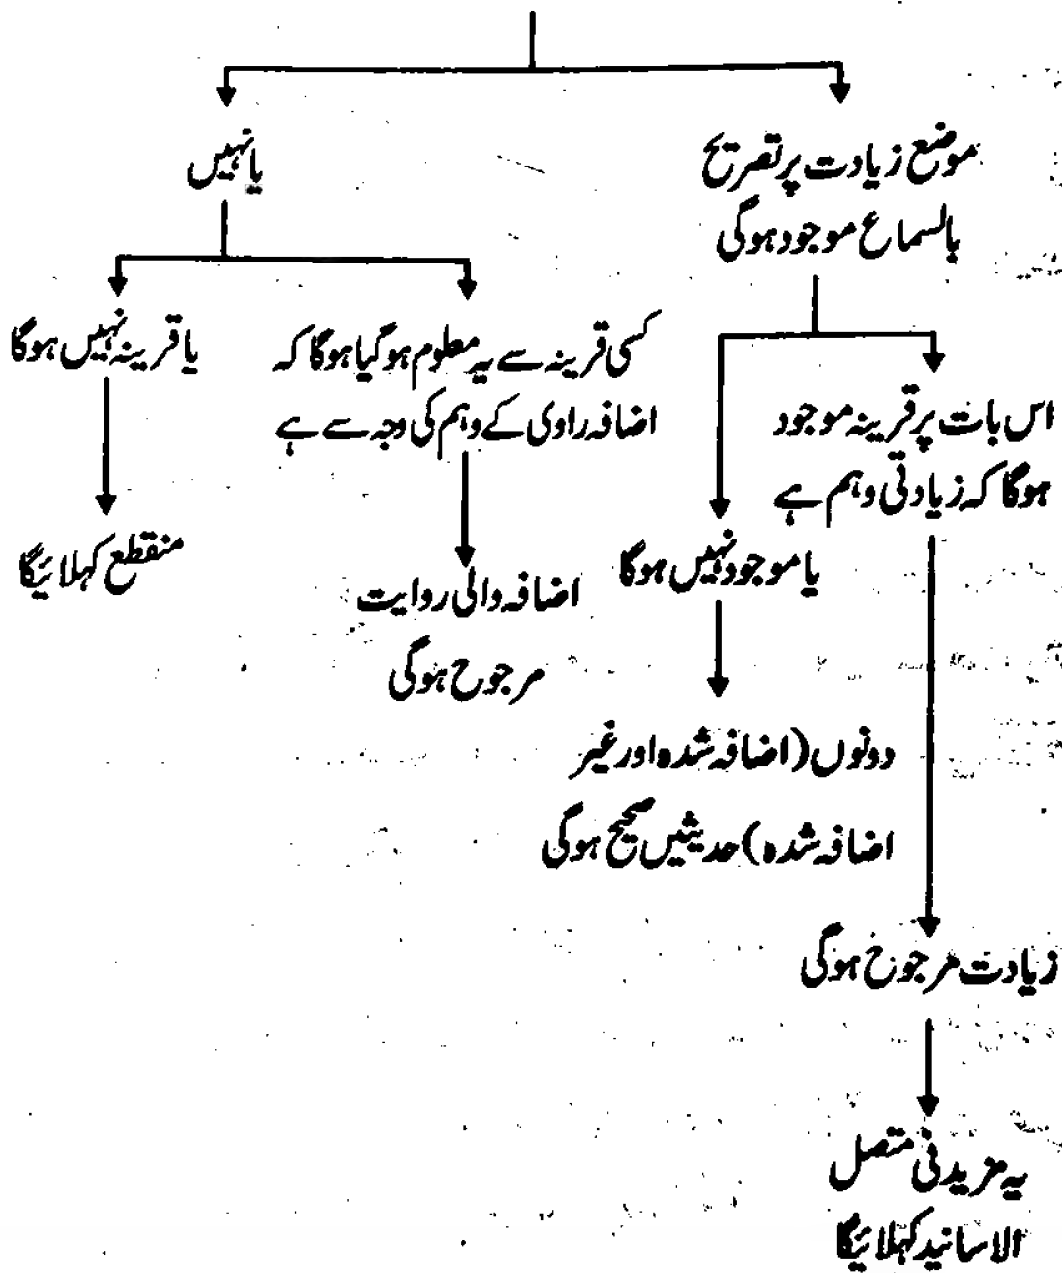 موضع زیادت پر تصریح
بالسماع موجود ہوگی
یا نہیں
اس بات پر قرینہ موجود
ہوگا کہ زیادتی وہم ہے
یا موجود نہیں ہوگا
کسی قرینہ سے یہ معلوم ہوگیا ہوگا کہ
اضافہ راوی کے وہم کی وجہ سے ہے
یا قرینہ نہیں ہوگا
زیادت مرجوح ہوگی
یہ مزید فی متصل
الاسانید کہلائیگا
دونوں (اضافہ شدہ اور غیر
اضافہ شدہ) حدیثیں صحیح ہوگی
اضافہ والی روایت
مرجوح ہوگی
منقطع کہلائیگا